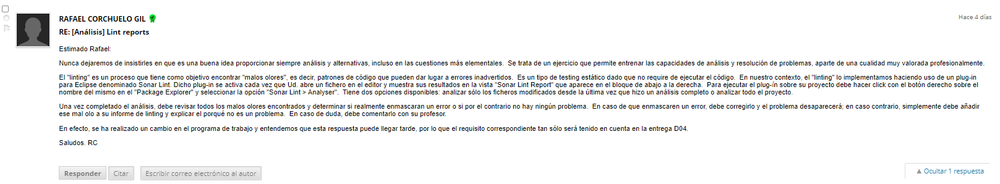 RAFAEL CORCHUELO GIL
Hace 4 días
RE: [Análisis] Lint reports
Estimado Rafael:
Nunca dejaremos de insistirles en que es una buena idea proporcionar siempre análisis y alternativas, incluso en las cuestiones más elementales. Se trata de un ejercicio que permite entrenar las capacidades de análisis y resolución de problemas, aparte de una cualidad muy valorada profesionalmente.
El "linting" es un proceso que tiene como objetivo encontrar "malos olores", es decir, patrones de código que pueden dar lugar a errores inadvertidos. Es un tipo de testing estático dado que no require de ejecutar el código. En nuestro contexto, el "linting" lo implementamos haciendo uso de un plug-in
para Eclipse denominado Sonar Lint. Dicho plug-in se activa cada vez que Ud. abre un fichero en el editor y muestra sus resultados en la vista "Sonar Lint Report" que aparece en el bloque de abajo a la derecha. Para ejecutar el plug-ín sobre su proyecto debe hacer click con el botón derecho sobre el
nombre del mismo en el "Package Explorer" y seleccionar la opción "Sonar Lint > Analyser". Tiene dos opciones disponibles: analizar sólo los ficheros modificados desde la última vez que hizo un análisis completo o analizar todo el proyecto.
Una vez completado el análisis, debe revisar todos los malos olores encontrados y determinar si realmente enmascaran un error o si por el contrario no hay ningún problema. En caso de que enmascaren un error, debe corregirlo y el problema desaparecerá; en caso contrario, simplemente debe añadir
ese mal olo a su informe de linting y explicar el porqué no es un problema. En caso de duda, debe comentarlo con su profesor.
En efecto, se ha realizado un cambio en el programa de trabajo y entendemos que esta respuesta puede llegar tarde, por lo que el requisito correspondiente tan sólo será tenido en cuenta en la entrega D04.
Saludos. RC
Responder
Citar
Escribir correo electrónico al autor
Ocultar 1 respuesta